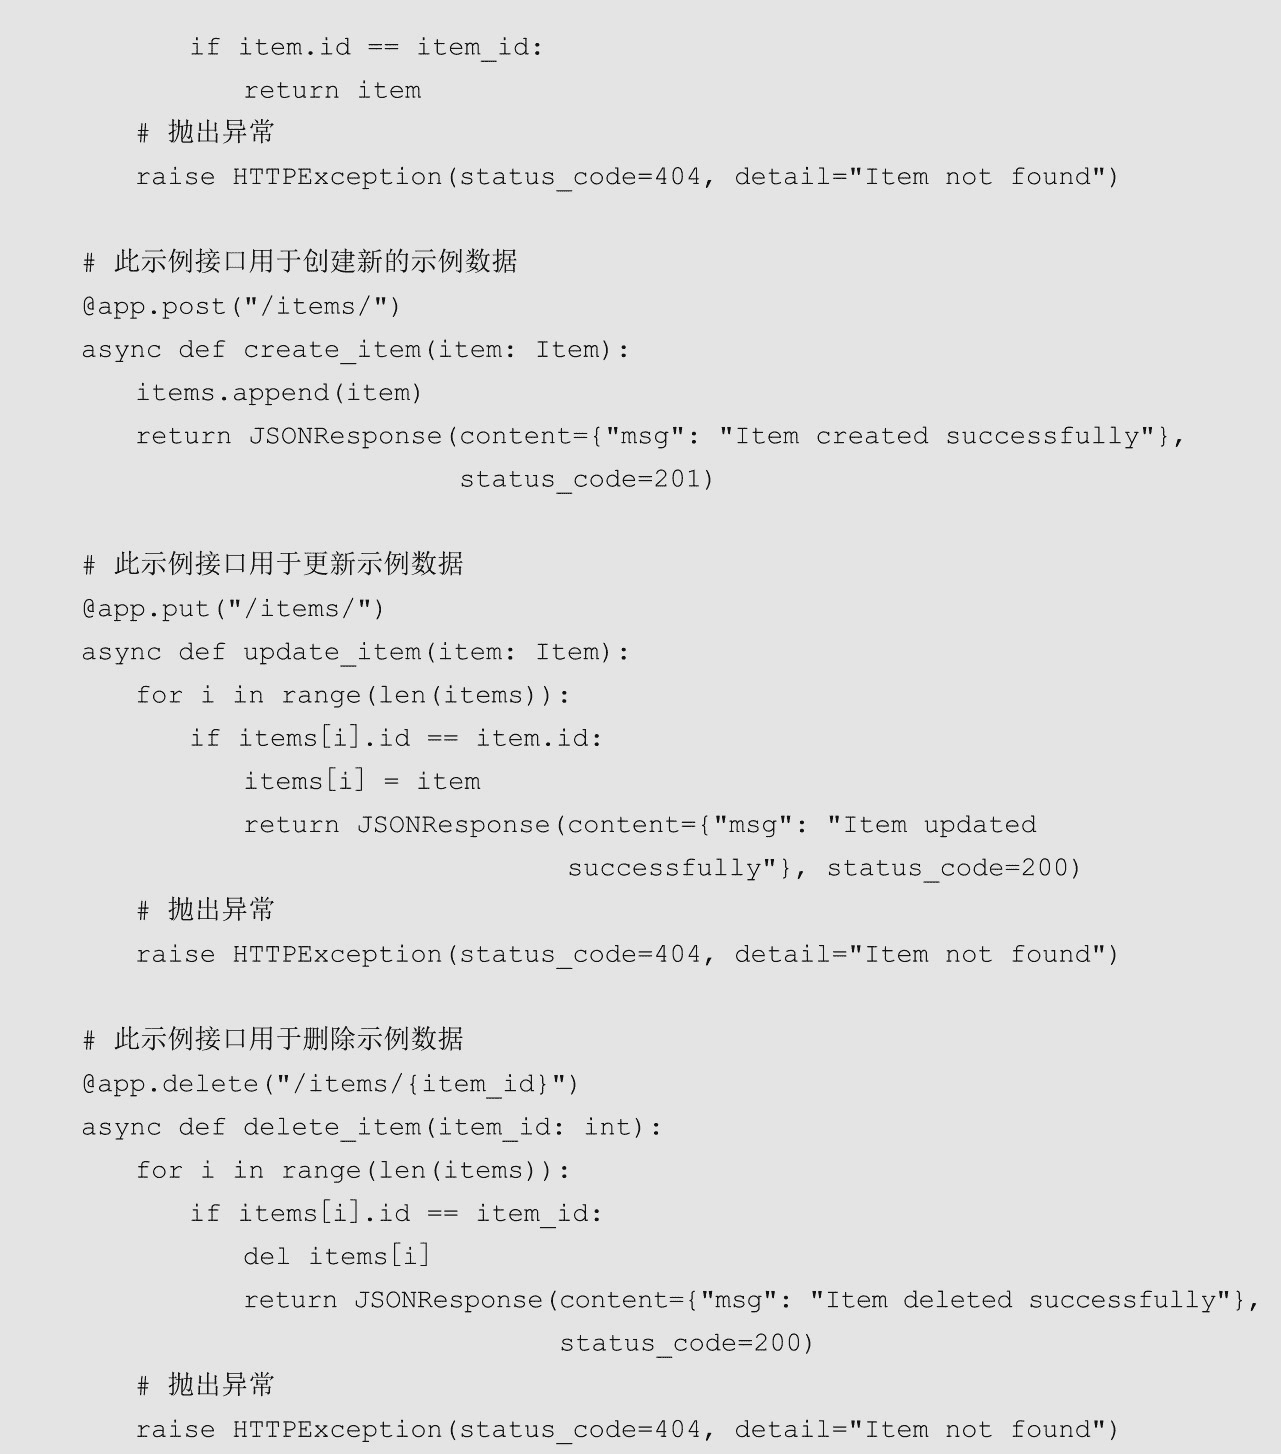 if item.id == item_id:
return item
# 抛出异常
raise HTTPException(status_code=404, detail="Item not found")
# 此示例接口用于创建新的示例数据
@app.post("/items/")
async def create_item(item: Item):
items.append(item)
return JSONResponse(content={"msg": "Item created successfully"},
status_code=201)
# 此示例接口用于更新示例数据
@app.put("/items/")
async def update_item(item: Item):
for i in range(len(items)):
if items[i].id == item.id:
items[i] = item
return JSONResponse(content={"msg": "Item updated
successfully"}, status_code=200)
# 抛出异常
raise HTTPException(status_code=404, detail="Item not found")
# 此示例接口用于删除示例数据
@app.delete("/items/{item_id}")
async def delete_item(item_id: int):
for i in range(len(items)):
if items[i].id == item_id:
del items[i]
return JSONResponse(content={"msg": "Item deleted successfully"},
status_code=200)
# 抛出异常
raise HTTPException(status_code=404, detail="Item not found")